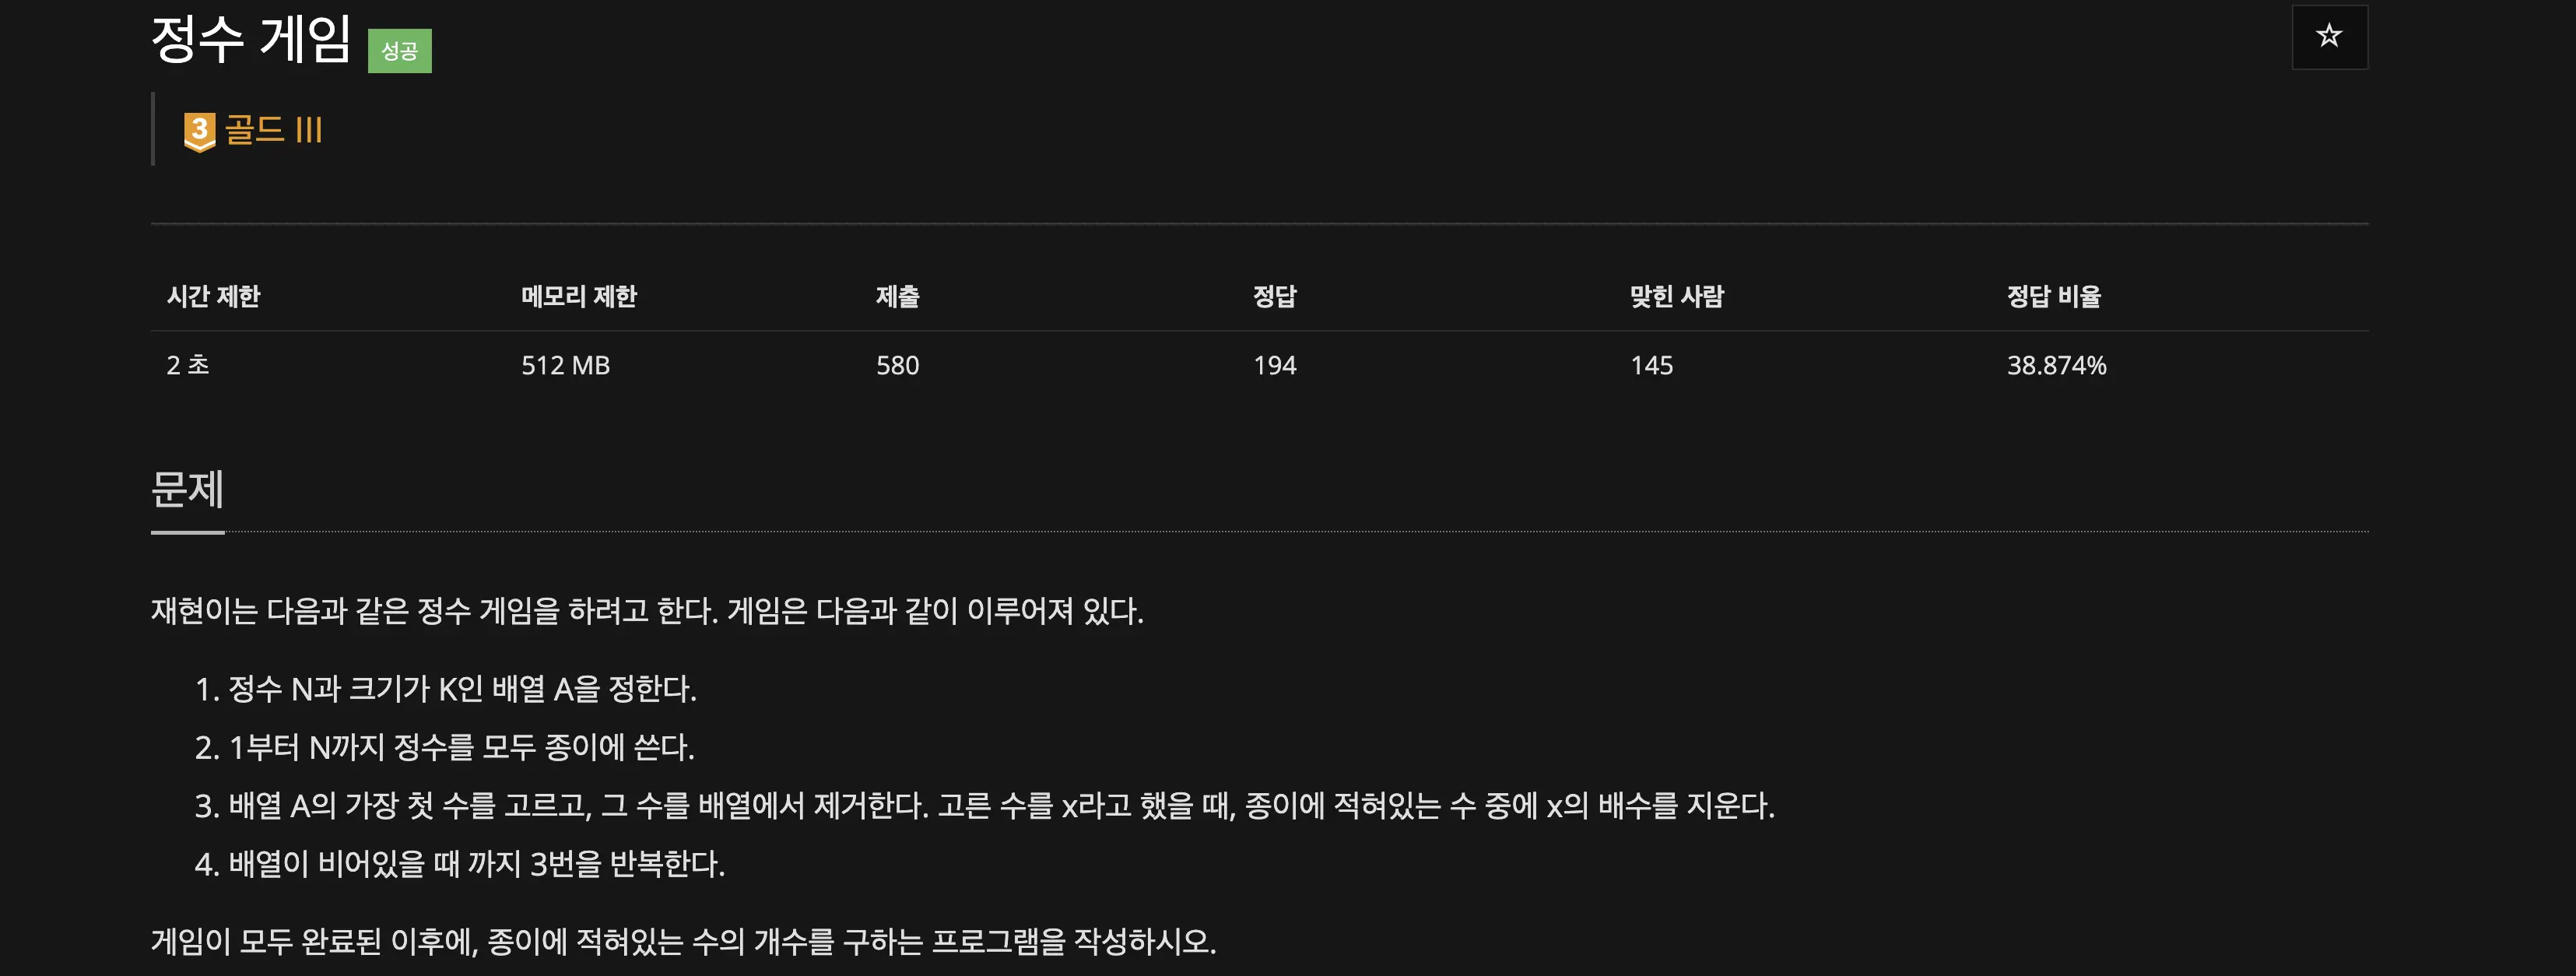 정수 게임 성공
3 골드 III
시간 제한 메모리 제한 제출 정답 맞힌 사람 정답 비율
2 초 512 MB 580 194 145 38.874%
문제
재현이는 다음과 같은 정수 게임을 하려고 한다. 게임은 다음과 같이 이루어져 있다.
1. 정수 N과 크기가 K인 배열 A을 정한다.
2. 1부터 N까지 정수를 모두 종이에 쓴다.
3. 배열 A의 가장 첫 수를 고르고, 그 수를 배열에서 제거한다. 고른 수를 x라고 했을 때, 종이에 적혀있는 수 중에 x의 배수를 지운다.
4. 배열이 비어있을 때 까지 3번을 반복한다.
게임이 모두 완료된 이후에, 종이에 적혀있는 수의 개수를 구하는 프로그램을 작성하시오.